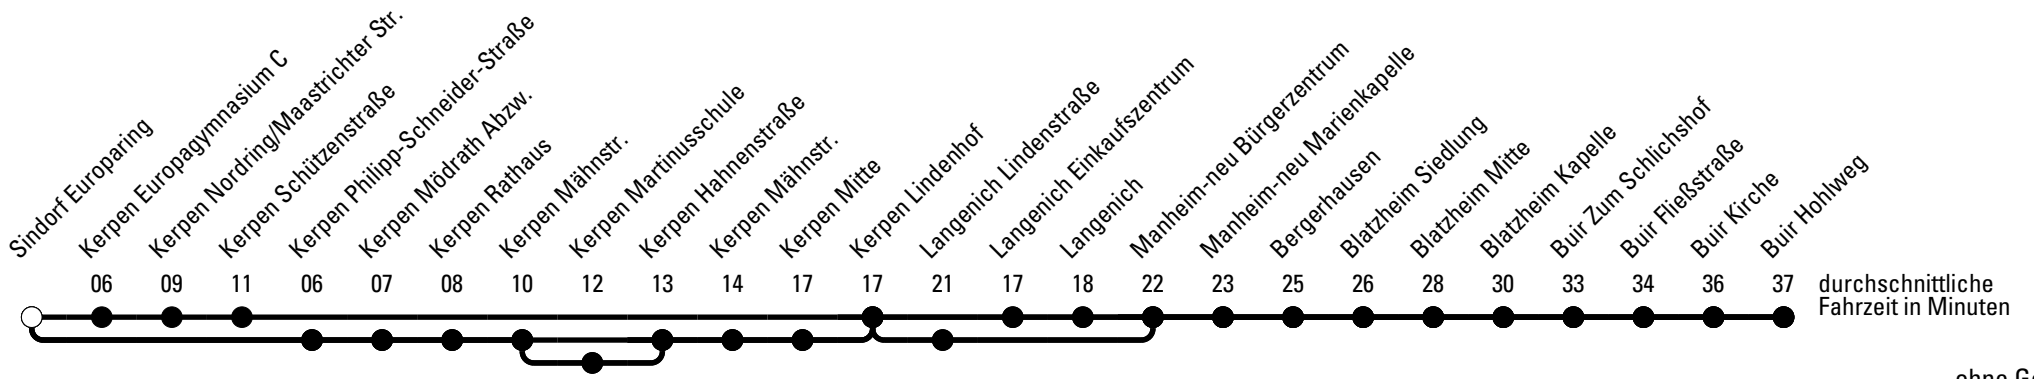 Sindorf Europaring
Kerpen Europagymnasium C
Kerpen Nordring/Maastrichter Str.
Kerpen Schützenstraße
Kerpen Philipp-Schneider-Straße
Kerpen Mödrath Abzw.
Kerpen Rathaus
Kerpen Mähnstr.
Kerpen Martinusschule
Kerpen Hahnenstraße
Kerpen Mähnstr.
Kerpen Mitte
Kerpen Lindenhof
Langenich Lindenstraße
Langenich Einkaufszentrum
Langenich
Manheim-neu Bürgerzentrum
Manheim-neu Marienkapelle
Bergerhausen
Blatzheim Siedlung
Blatzheim Mitte
Blatzheim Kapelle
Buir Zum Schlichshof
Buir Fließstraße
Buir Kirche
Buir Hohlweg
06 09 11 06 07 08 10 12 13 14 17 17 21 17 18 22 23 25 26 28 30 33 34 36 37 durchschnittliche
Fahrzeit in Minuten
ohne